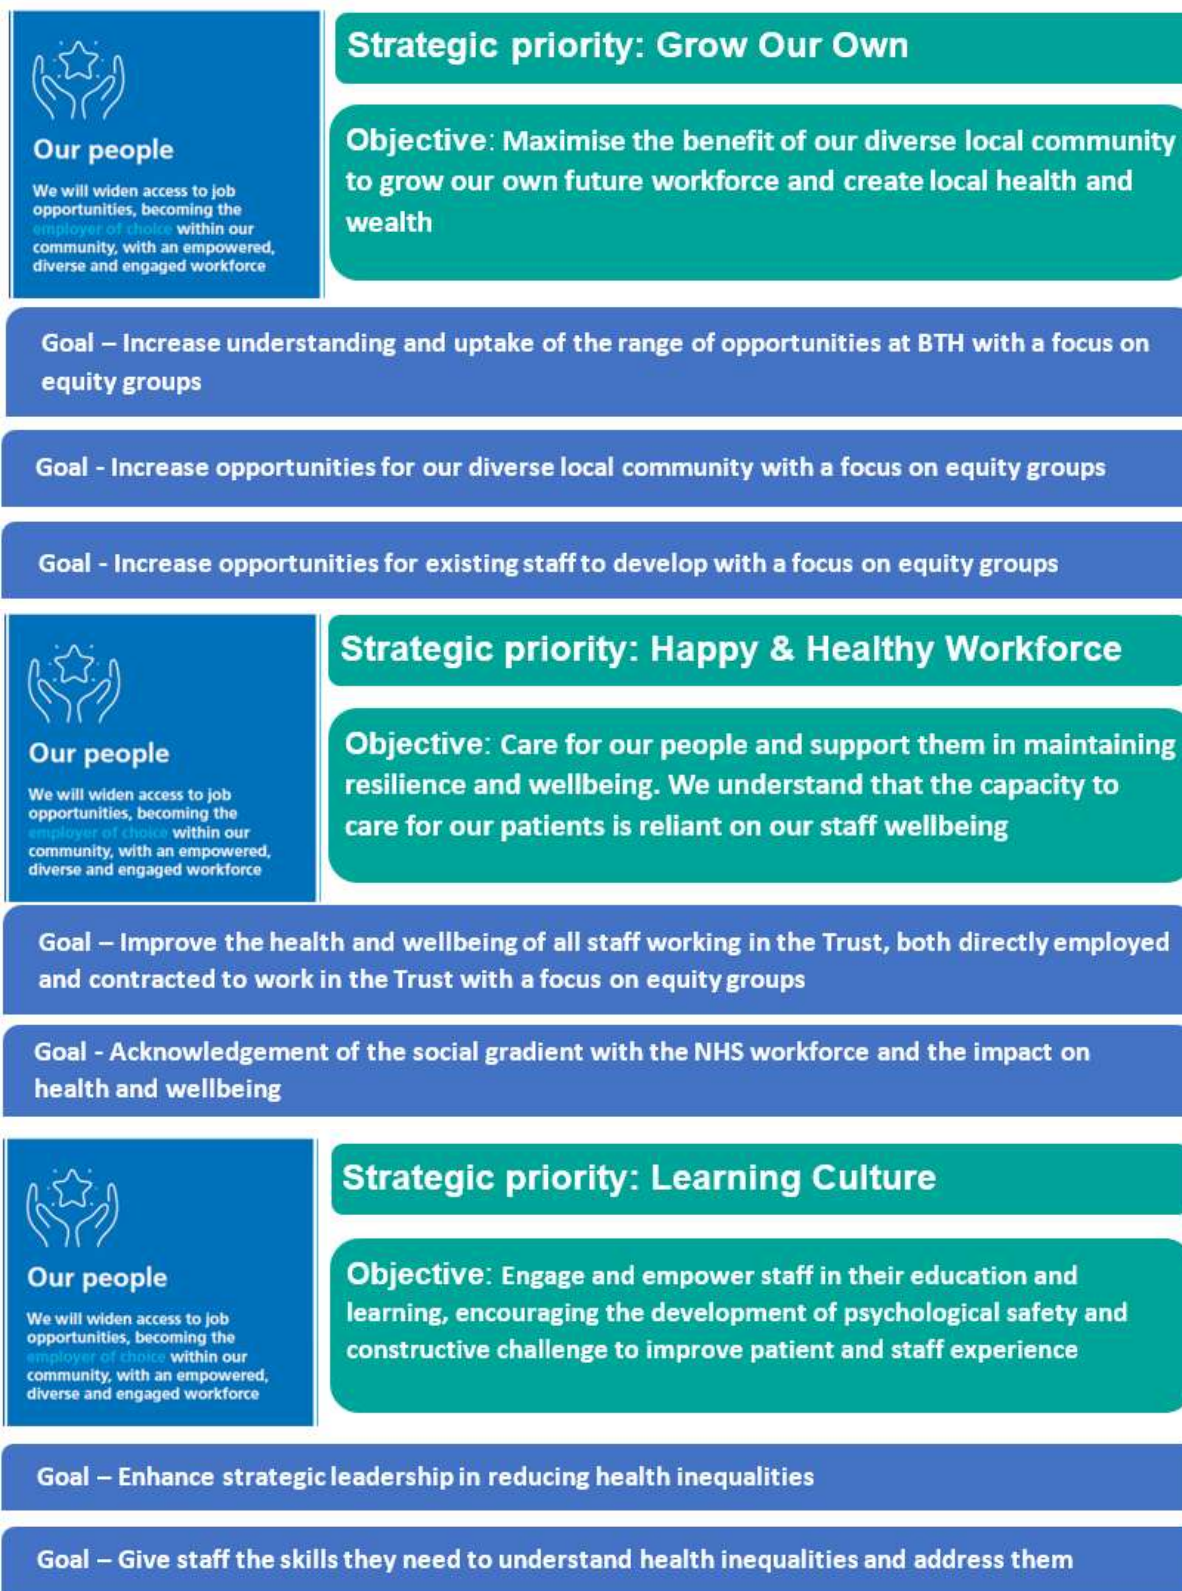 Our people
We will widen access to job
opportunities, becoming the
employer of choice within our
community, with an empowered,
diverse and engaged workforce
Strategic priority: Grow Our Own
Objective: Maximise the benefit of our diverse local community
to grow our own future workforce and create local health and
wealth
Goal – Increase understanding and uptake of the range of opportunities at BTH with a focus on
equity groups
Goal - Increase opportunities for our diverse local community with a focus on equity groups
Goal - Increase opportunities for existing staff to develop with a focus on equity groups
Our people
We will widen access to job
opportunities, becoming the
employer of choice within our
community, with an empowered,
diverse and engaged workforce
Strategic priority: Happy & Healthy Workforce
Objective: Care for our people and support them in maintaining
resilience and wellbeing. We understand that the capacity to
care for our patients is reliant on our staff wellbeing
Goal – Improve the health and wellbeing of all staff working in the Trust, both directly employed
and contracted to work in the Trust with a focus on equity groups
Goal - Acknowledgement of the social gradient with the NHS workforce and the impact on
health and wellbeing
Our people
We will widen access to job
opportunities, becoming the
employer of choice within our
community, with an empowered,
diverse and engaged workforce
Strategic priority: Learning Culture
Objective: Engage and empower staff in their education and
learning, encouraging the development of psychological safety and
constructive challenge to improve patient and staff experience
Goal – Enhance strategic leadership in reducing health inequalities
Goal – Give staff the skills they need to understand health inequalities and address them